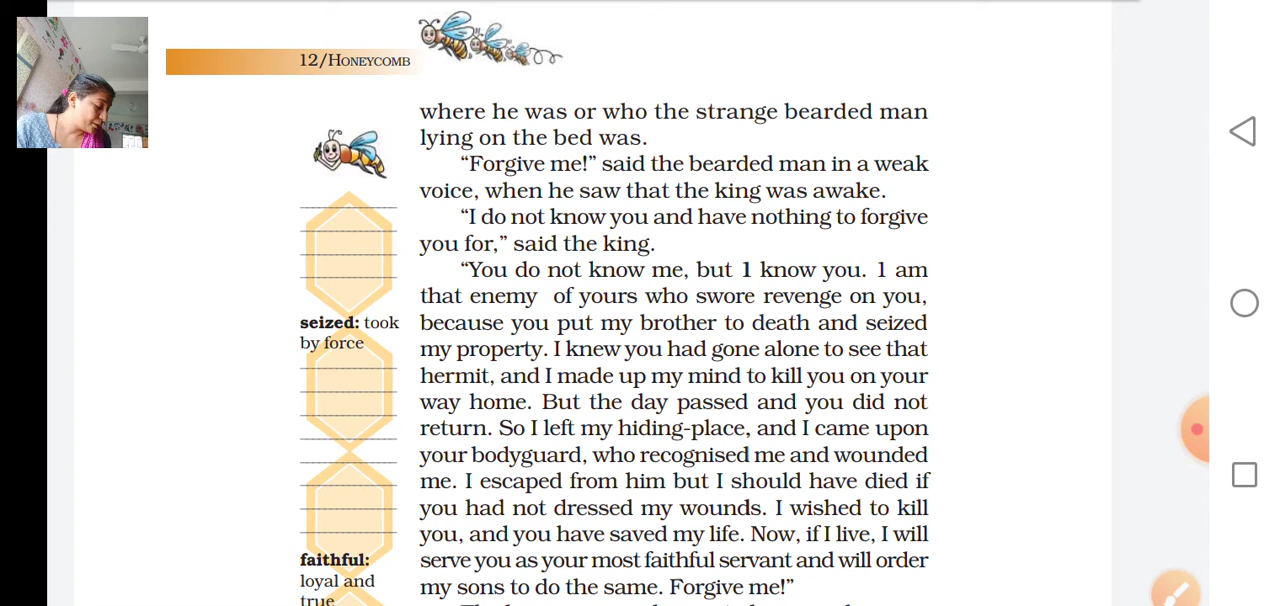 12/HONEYCOMB
where he was or who the strange bearded man
lying on the bed was.
“Forgive me!” said the bearded man in a weak
voice, when he saw that the king was awake.
“I do not know you and have nothing to forgive
you for,” said the king.
“You do not know me, but 1 know you. 1 am
that enemy of yours who swore revenge on you,
because you put my brother to death and seized
my property. I knew you had gone alone to see that
hermit, and I made up my mind to kill you on your
way home. But the day passed and you did not
return. So I left my hiding-place, and I came upon
your bodyguard, who recognised me and wounded
me. I escaped from him but I should have died if
you had not dressed my wounds. I wished to kill
you, and you have saved my life. Now, if I live, I will
serve you as your most faithful servant and will order
my sons to do the same. Forgive me!”
seized: took
by force
faithful:
loyal and
true